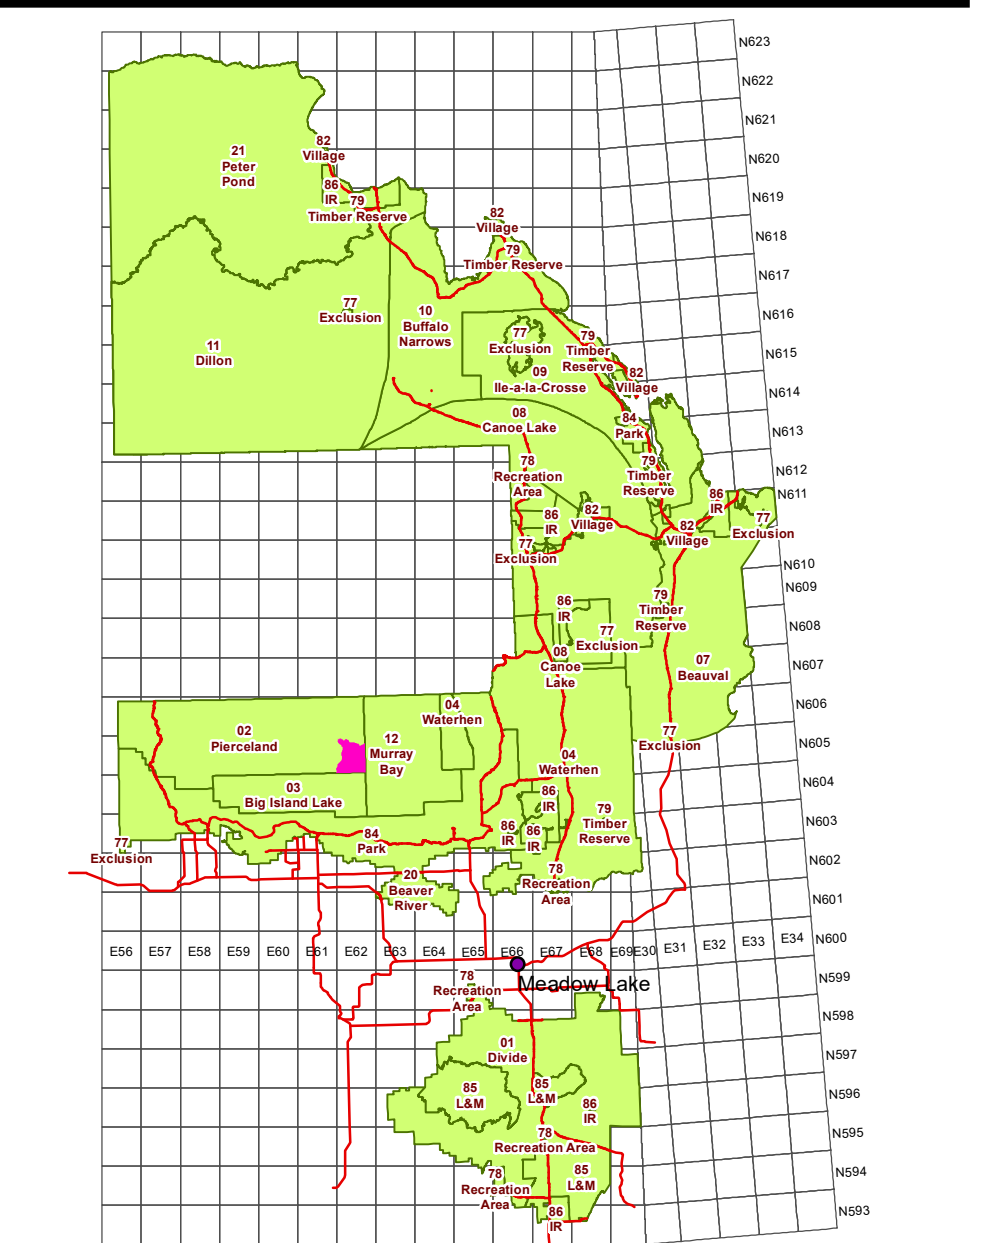 N623
N622
N621
N620
N619
N618
N617
N616
N615
N614
N613
N612
N611
N610
N609
N608
N607
N606
N605
N604
N603
N602
N601
N600
N599
N598
N597
N596
N595
N594
N593
21
Peter
Pond
82
Village
86
IR
79
Timber Reserve
82
Village
79
Timber Reserve
77
Exclusion
10
Buffalo
Narrows
11
Dillon
77
Exclusion
79
Timber
Reserve
09
Ile-a-la-Crosse
82
Village
08
Canoe Lake
84
Park
78
Recreation
Area
79
Timber
Reserve
86
IR
82
Village
86
IR
77
Exclusion
82
Village
77
Exclusion
86
IR
79
Timber
Reserve
77
Exclusion
08
Canoe
Lake
07
Beauval
04
Waterhen
02
Pierceland
12
Murray
Bay
77
Exclusion
04
Waterhen
03
Big Island Lake
86
IR
79
Timber
Reserve
86
IR
86
IR
84
Park
77
Exclusion
20
Beaver
River
78
Recreation
Area
E56 E57 E58 E59 E60 E61 E62 E63 E64 E65 E66 E67 E68 E69 E30 E31 E32 E33 E34
Meadow Lake
78
Recreation
Area
01
Divide
85
L&M
85
L&M
86
IR
78
Recreation Area
78
Recreation
Area
85
L&M
86
IR